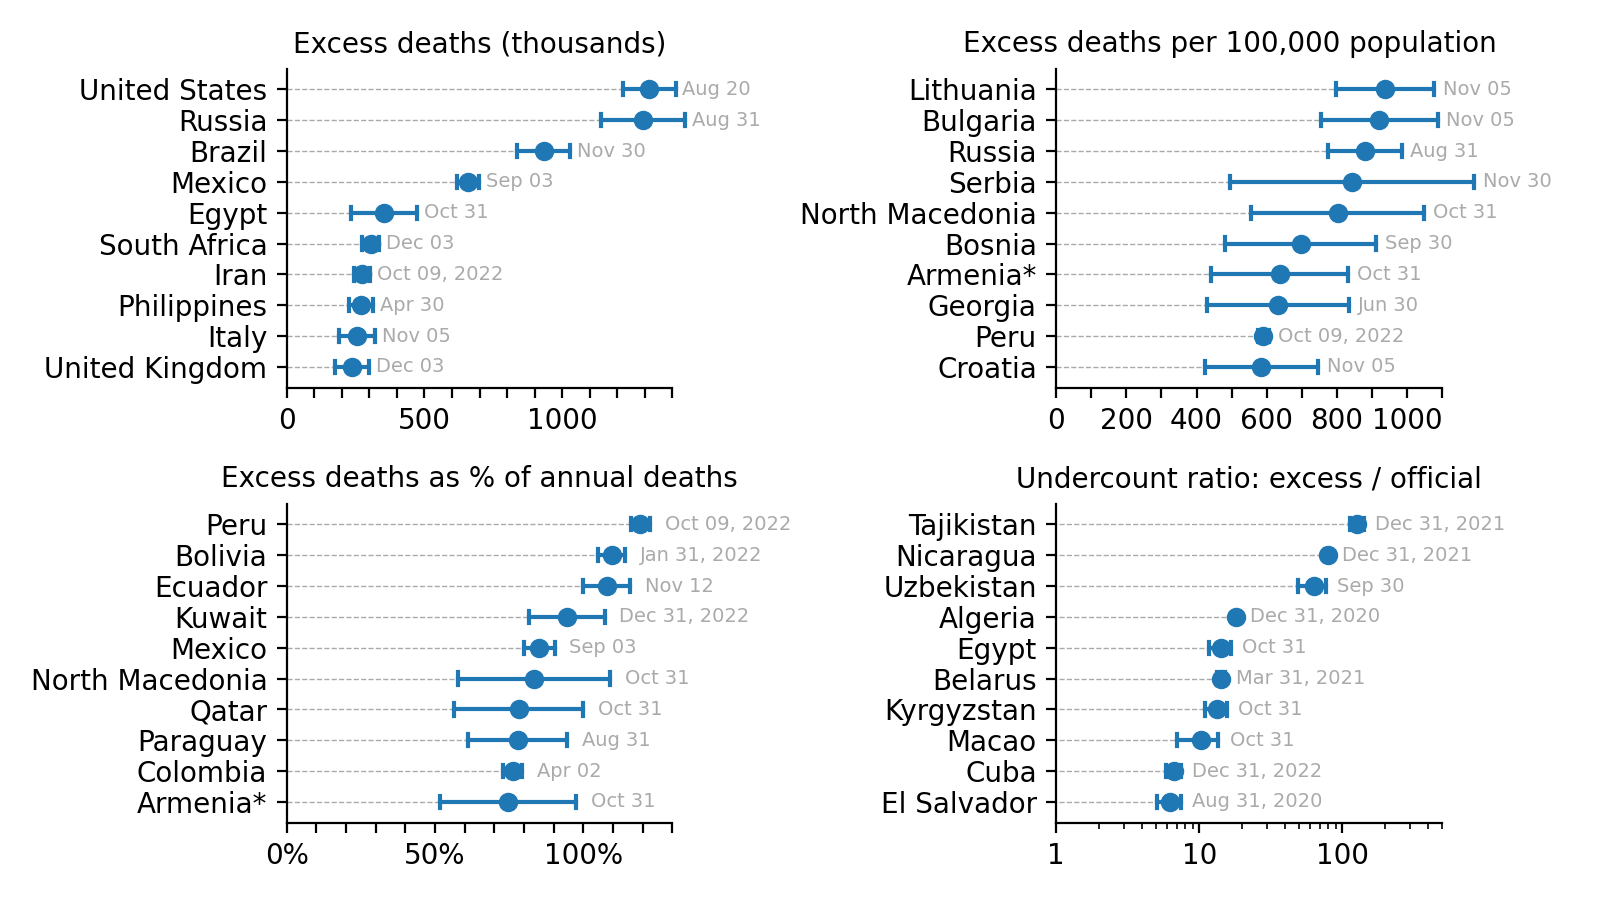 Excess deaths (thousands)
United States Aug 20
Russia Aug 31
Brazil Nov 30
Mexico Sep 03
Egypt Oct 31
South Africa Dec 03
Iran Oct 09, 2022
Philippines Apr 30
Italy Nov 05
United Kingdom Dec 03
0 500 1000
Excess deaths per 100,000 population
Lithuania Nov 05
Bulgaria Nov 05
Russia Aug 31
Serbia Nov 30
North Macedonia Oct 31
Bosnia Sep 30
Armenia* Oct 31
Georgia Jun 30
Peru Oct 09, 2022
Croatia Nov 05
0 200 400 600 800 1000
Excess deaths as % of annual deaths
Peru Oct 09, 2022
Bolivia Jan 31, 2022
Ecuador Nov 12
Kuwait Dec 31, 2022
Mexico Sep 03
North Macedonia Oct 31
Qatar Oct 31
Paraguay Aug 31
Colombia Apr 02
Armenia* Oct 31
0% 50% 100%
Undercount ratio: excess / official
Tajikistan Dec 31, 2021
Nicaragua Dec 31, 2021
Uzbekistan Sep 30
Algeria Dec 31, 2020
Egypt Oct 31
Belarus Mar 31, 2021
Kyrgyzstan Oct 31
Macao Oct 31
Cuba Dec 31, 2022
El Salvador Aug 31, 2020
1 10 100